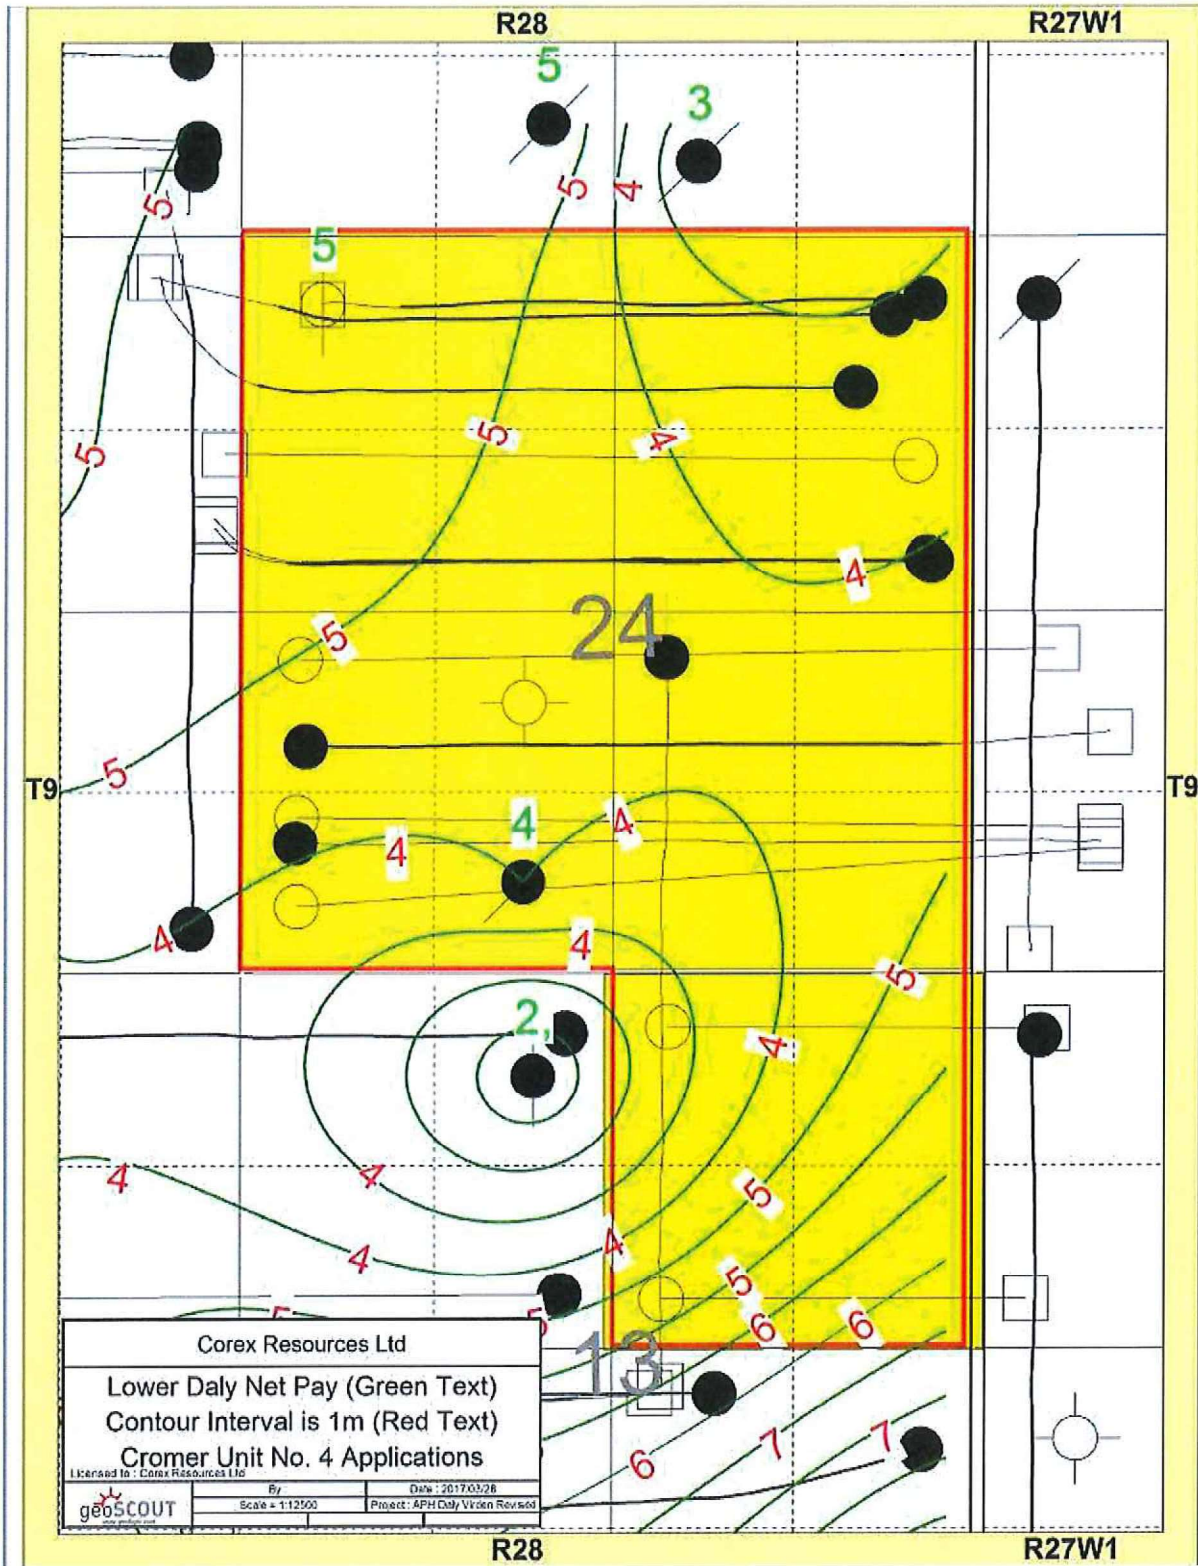 R28 R27W1
5
3
5 4
5
5
5
5 4
4
24
5
5
T9 T9
4
4 4
4
4
5
2,
4
4 4
5
4
4
5
6 6
5
5
13
7 7
6
Corex Resources Ltd
Lower Daly Net Pay (Green Text)
Contour Interval is 1m (Red Text)
Cromer Unit No. 4 Applications
Licensed to : Corex Resources Ltd
By : Date : 2017/03/28
geoSCOUT Scale = 1:12500 Project : APH Daly Virden Revised
R28 R27W1